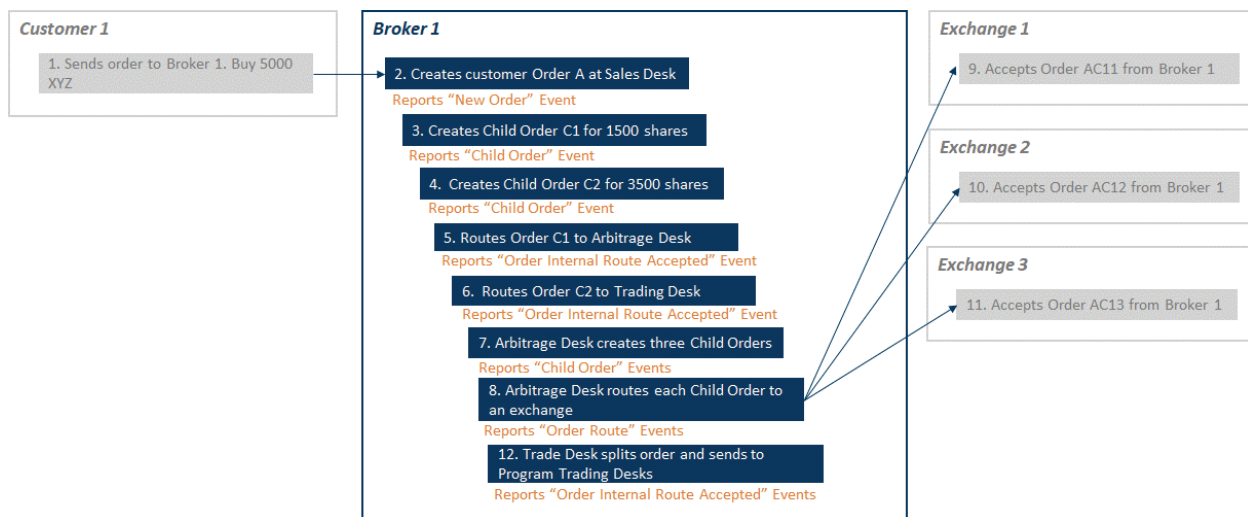 Customer 1
1. Sends order to Broker 1. Buy 5000
XYZ
Broker 1
2. Creates customer Order A at Sales Desk
Reports “New Order” Event
3. Creates Child Order C1 for 1500 shares
Reports “Child Order” Event
4. Creates Child Order C2 for 3500 shares
Reports “Child Order” Event
5. Routes Order C1 to Arbitrage Desk
Reports “Order Internal Route Accepted” Event
6. Routes Order C2 to Trading Desk
Reports “Order Internal Route Accepted” Event
7. Arbitrage Desk creates three Child Orders
Reports “Child Order” Events
8. Arbitrage Desk routes each Child Order to
an exchange
Reports “Order Route” Events
12. Trade Desk splits order and sends to
Program Trading Desks
Reports “Order Internal Route Accepted” Events
Exchange 1
9. Accepts Order AC11 from Broker 1
Exchange 2
10. Accepts Order AC12 from Broker 1
Exchange 3
11. Accepts Order AC13 from Broker 1